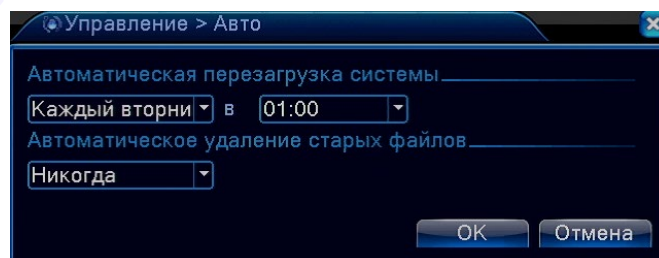 Управление > Авто
Автоматическая перезагрузка системы
Каждый вторни в 01:00
Автоматическое удаление старых файлов
Никогда
OK Отмена